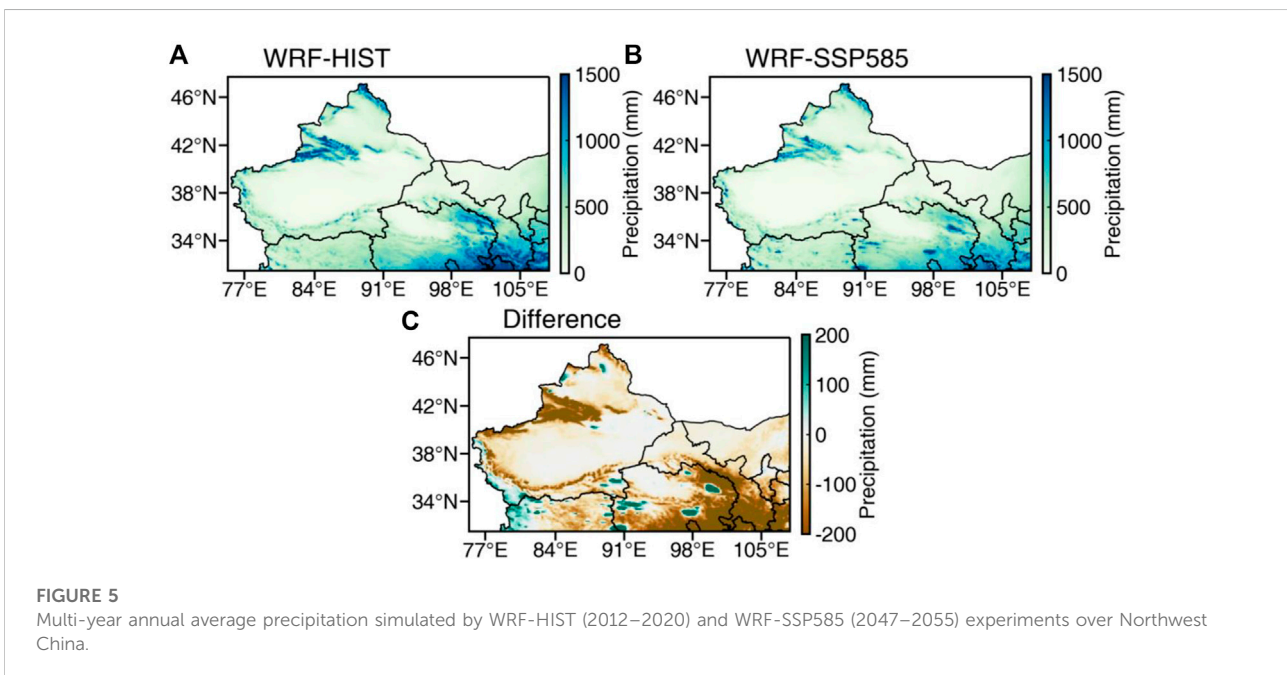 A
WRF-HIST
46°N
42°N
38°N
34°N
77°E 84°E 91°E 98°E 105°E
1500
1000
500
0
Precipitation (mm)
B
WRF-SSP585
46°N
42°N
38°N
34°N
77°E 84°E 91°E 98°E 105°E
1500
1000
500
0
Precipitation (mm)
C
Difference
46°N
42°N
38°N
34°N
77°E 84°E 91°E 98°E 105°E
200
100
0
-100
-200
Precipitation (mm)
FIGURE 5
Multi-year annual average precipitation simulated by WRF-HIST (2012–2020) and WRF-SSP585 (2047–2055) experiments over Northwest
China.